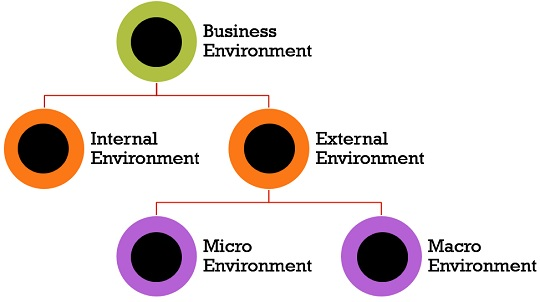 Business
Environment
Internal
Environment
External
Environment
Micro
Environment
Macro
Environment